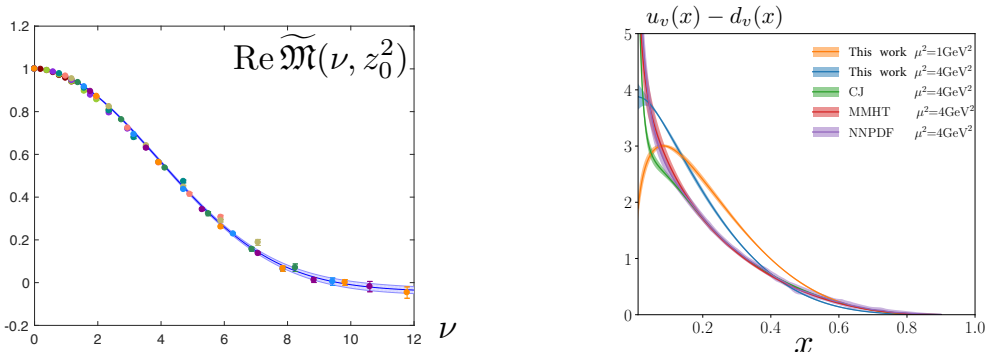 1.2
1
0.8
0.6
0.4
0.2
0
-0.2
0 2 4 6 8 10 12
Re 𝔐̃(ν, z₀²)
ν
u_v(x) − d_v(x)
5
4
3
2
1
0
0.2 0.4 0.6 0.8 1.0
x
This work μ²=1GeV²
This work μ²=4GeV²
CJ μ²=4GeV²
MMHT μ²=4GeV²
NNPDF μ²=4GeV²